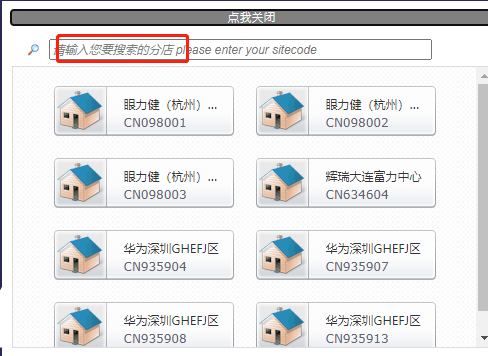 点我关闭
请输入您要搜索的分店 please enter your sitecode
眼力健（杭州）...
CN098001
眼力健（杭州）...
CN098002
眼力健（杭州）...
CN098003
辉瑞大连富力中心
CN634604
华为深圳GHEFJ区
CN935904
华为深圳GHEFJ区
CN935907
华为深圳GHEFJ区
CN935908
华为深圳GHEFJ区
CN935913